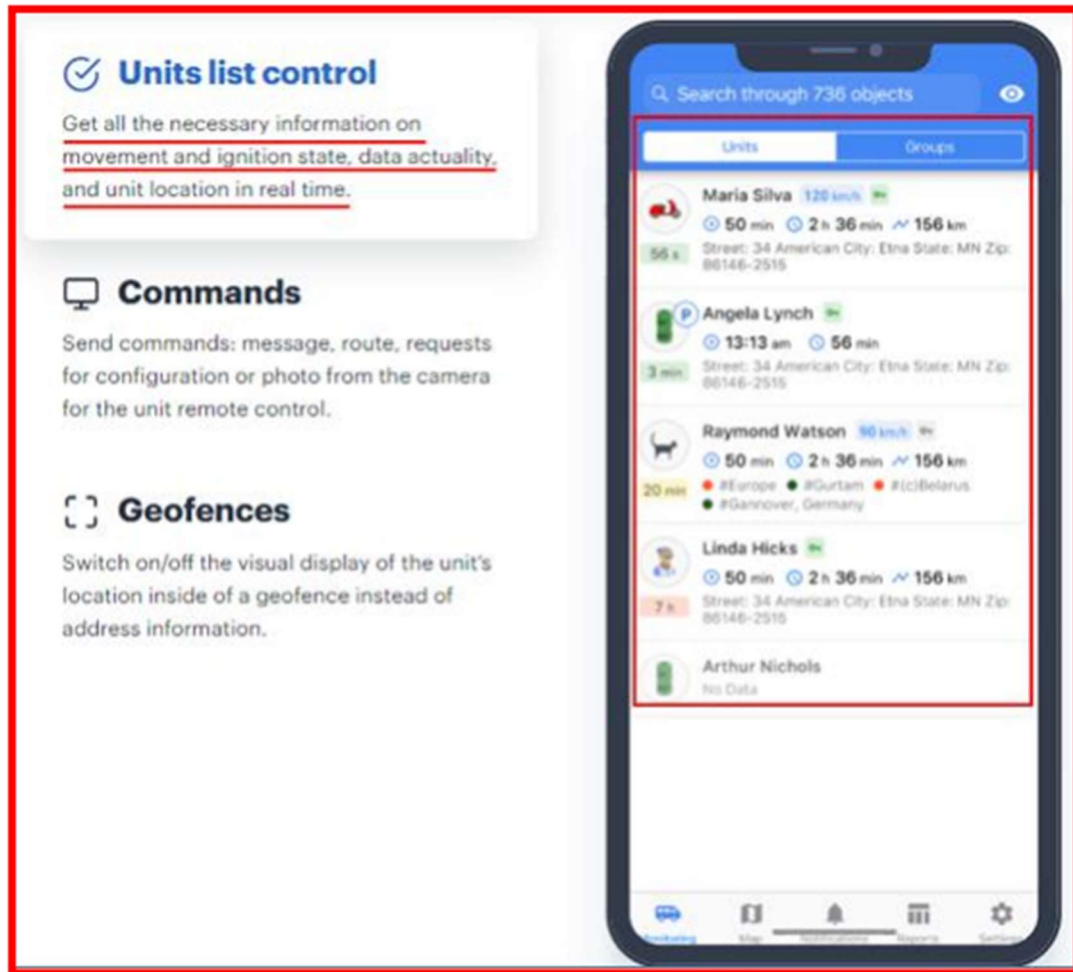 Units list control
Get all the necessary information on
movement and ignition state, data actuality,
and unit location in real time.
Commands
Send commands: message, route, requests
for configuration or photo from the camera
for the unit remote control.
Geofences
Switch on/off the visual display of the unit's
location inside of a geofence instead of
address information.
Search through 736 objects
Units Groups
Maria Silva 120 km/h
50 min 2 h 36 min 156 km
56 s
Street: 34 American City: Etna State: MN Zip:
86146-2515
P
Angela Lynch
13:13 am 56 min
3 min
Street: 34 American City: Etna State: MN Zip:
86146-2515
Raymond Watson 90 km/h
50 min 2 h 36 min 156 km
20 min
#Europe #Gurtam #(c)Belarus
#Gannover, Germany
Linda Hicks
50 min 2 h 36 min 156 km
7 h
Street: 34 American City: Etna State: MN Zip:
86146-2515
Arthur Nichols
No Data
Monitoring Map Notifications Reports Settings